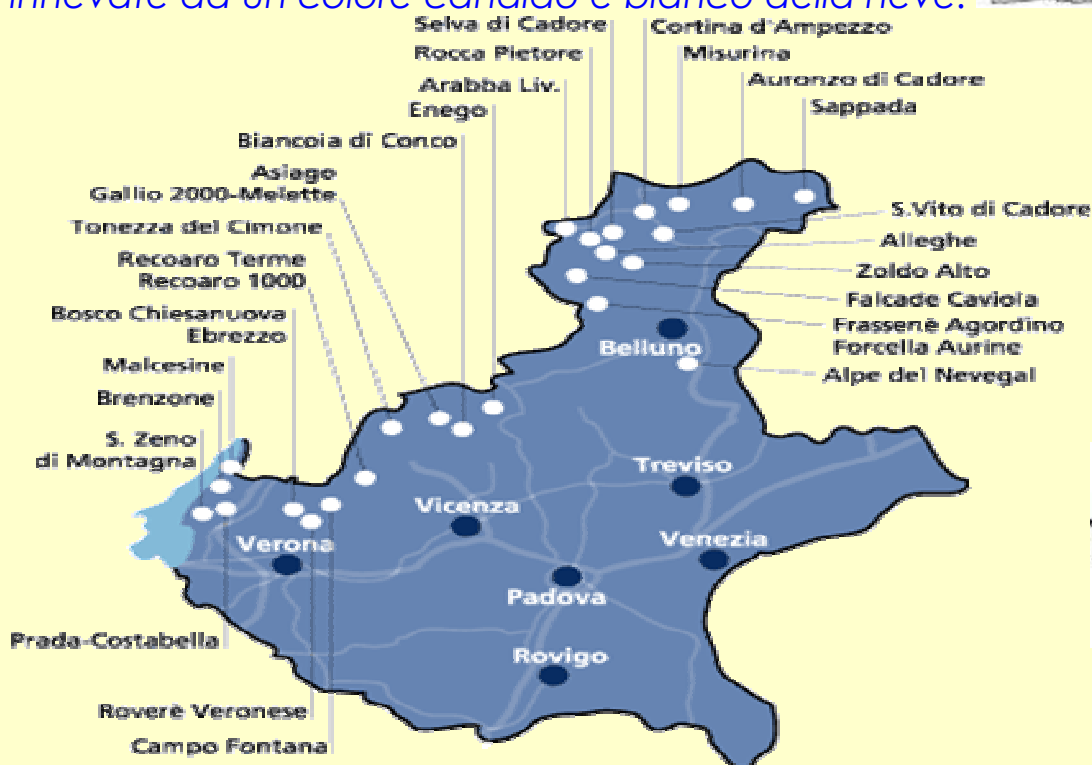 innevate ad un colore candido e bianco della neve.
Selva di Cadore
Cortina d'Ampezzo
Rocca Pietore
Misurina
Arabba Liv.
Auronzo di Cadore
Enego
Sappada
Biancoia di Conco
Asiago
Gallio 2000-Melette
Tonezza del Cimone
S.Vito di Cadore
Alleghe
Recoaro Terme
Recoaro 1000
Zoldo Alto
Falcade Caviola
Bosco Chiesanuova
Ebrezzo
Frassenè Agordino
Forcella Aurine
Belluno
Malcesine
Alpe del Nevegal
Brenzone
S. Zeno
di Montagna
Treviso
Vicenza
Verona
Venezia
Padova
Prada-Costabella
Rovigo
Roverè Veronese
Campo Fontana